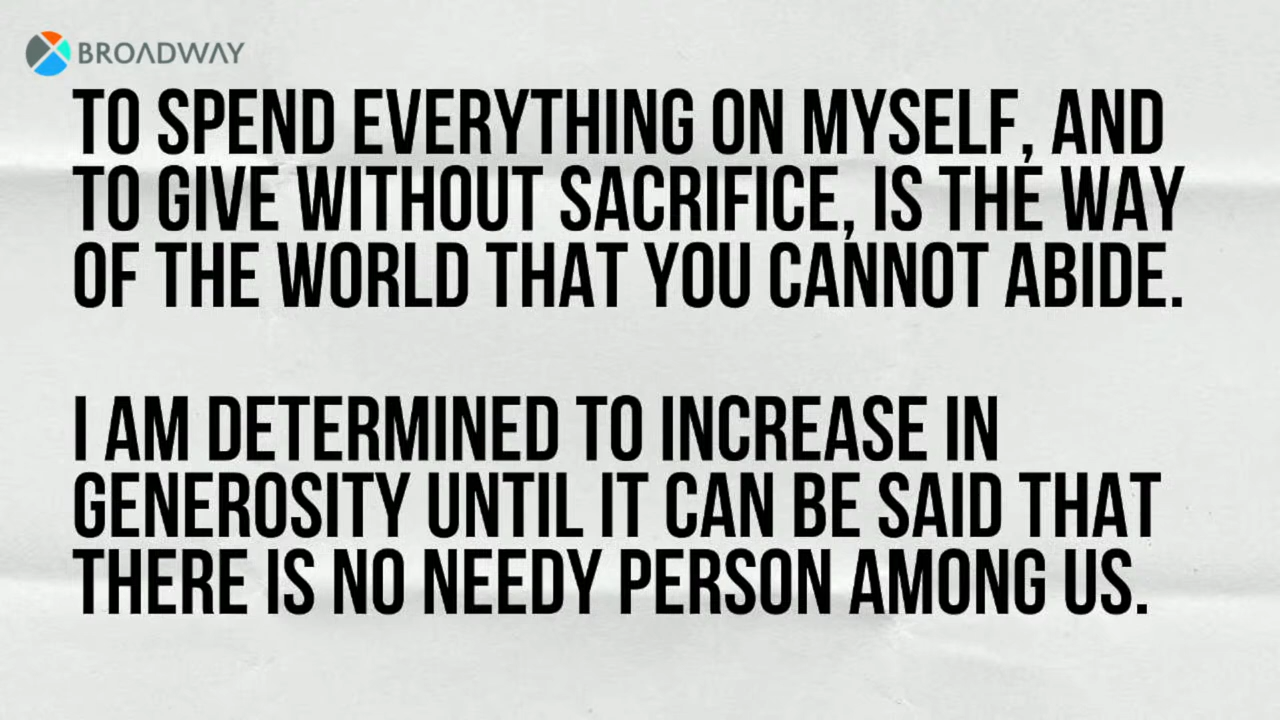 BROADWAY
TO SPEND EVERYTHING ON MYSELF, AND
TO GIVE WITHOUT SACRIFICE, IS THE WAY
OF THE WORLD THAT YOU CANNOT ABIDE.
I AM DETERMINED TO INCREASE IN
GENEROSITY UNTIL IT CAN BE SAID THAT
THERE IS NO NEEDY PERSON AMONG US.